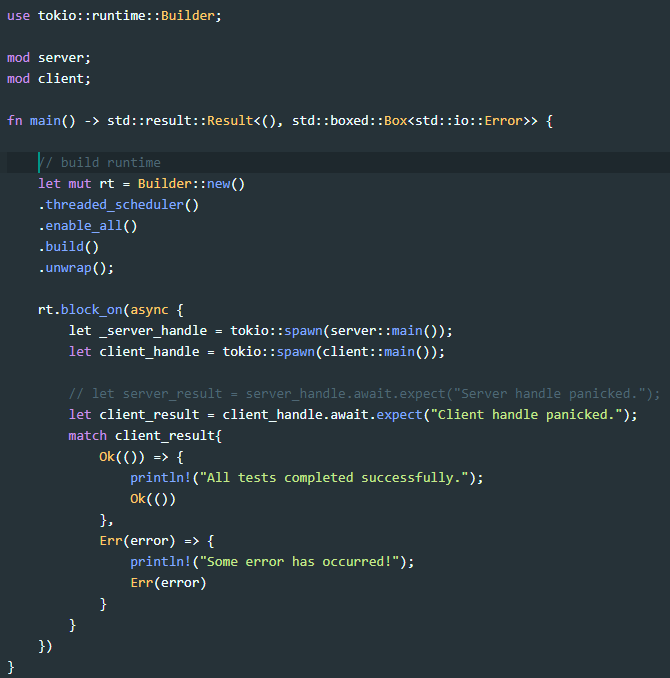 use tokio::runtime::Builder;
mod server;
mod client;
fn main() -> std::result::Result<(), std::boxed::Box<std::io::Error>> {
// build runtime
let mut rt = Builder::new()
.threaded_scheduler()
.enable_all()
.build()
.unwrap();
rt.block_on(async {
let _server_handle = tokio::spawn(server::main());
let client_handle = tokio::spawn(client::main());
// let server_result = server_handle.await.expect("Server handle panicked.");
let client_result = client_handle.await.expect("Client handle panicked.");
match client_result{
Ok(()) => {
println!("All tests completed successfully.");
Ok(())
},
Err(error) => {
println!("Some error has occurred!");
Err(error)
}
}
})
}